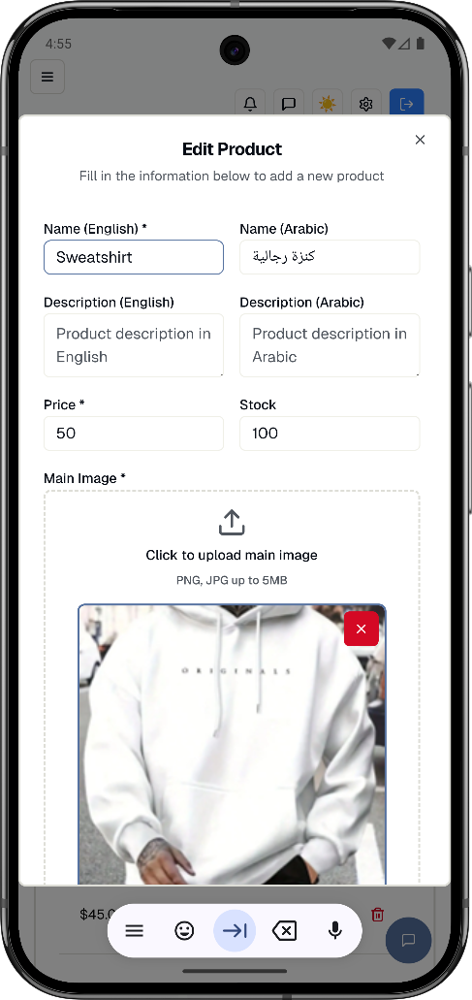 4:55
Edit Product
Fill in the information below to add a new product
Name (English) *
Name (Arabic)
Sweatshirt
كنزة رجالية
Description (English)
Description (Arabic)
Product description in
English
Product description in
Arabic
Price *
Stock
50
100
Main Image *
Click to upload main image
PNG, JPG up to 5MB
ORIGINALS
$45.0